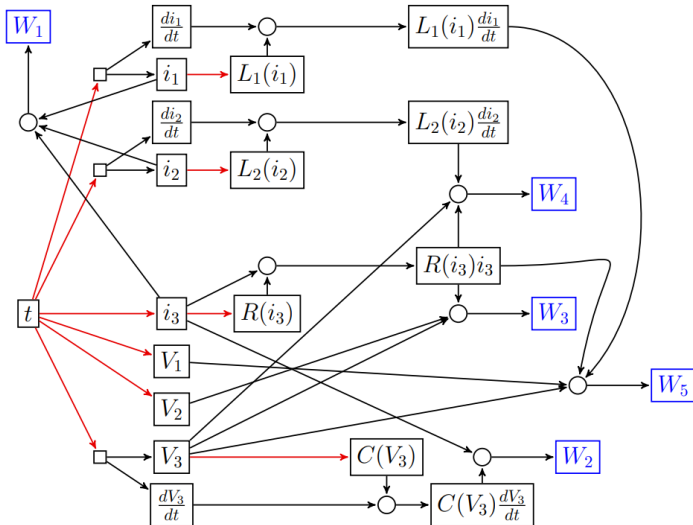 W₁
di₁/dt
L₁(i₁) di₁/dt
i₁
L₁(i₁)
di₂/dt
L₂(i₂) di₂/dt
i₂
L₂(i₂)
W₄
R(i₃)i₃
t
i₃
R(i₃)
W₃
V₁
W₅
V₂
V₃
C(V₃)
W₂
dV₃/dt
C(V₃) dV₃/dt